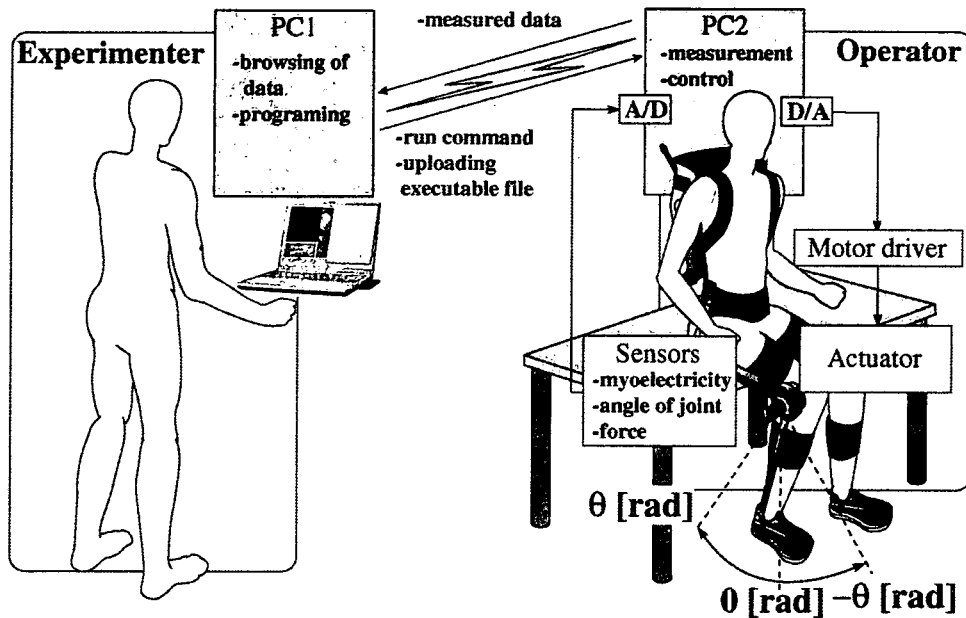 Experimenter
PC1
-browsing of
data
-programing
-measured data
-run command
-uploading
executable file
PC2
-measurement
-control
Operator
A/D
D/A
Motor driver
Actuator
Sensors
-myoelectricity
-angle of joint
-force
θ [rad]
0 [rad]
−θ [rad]